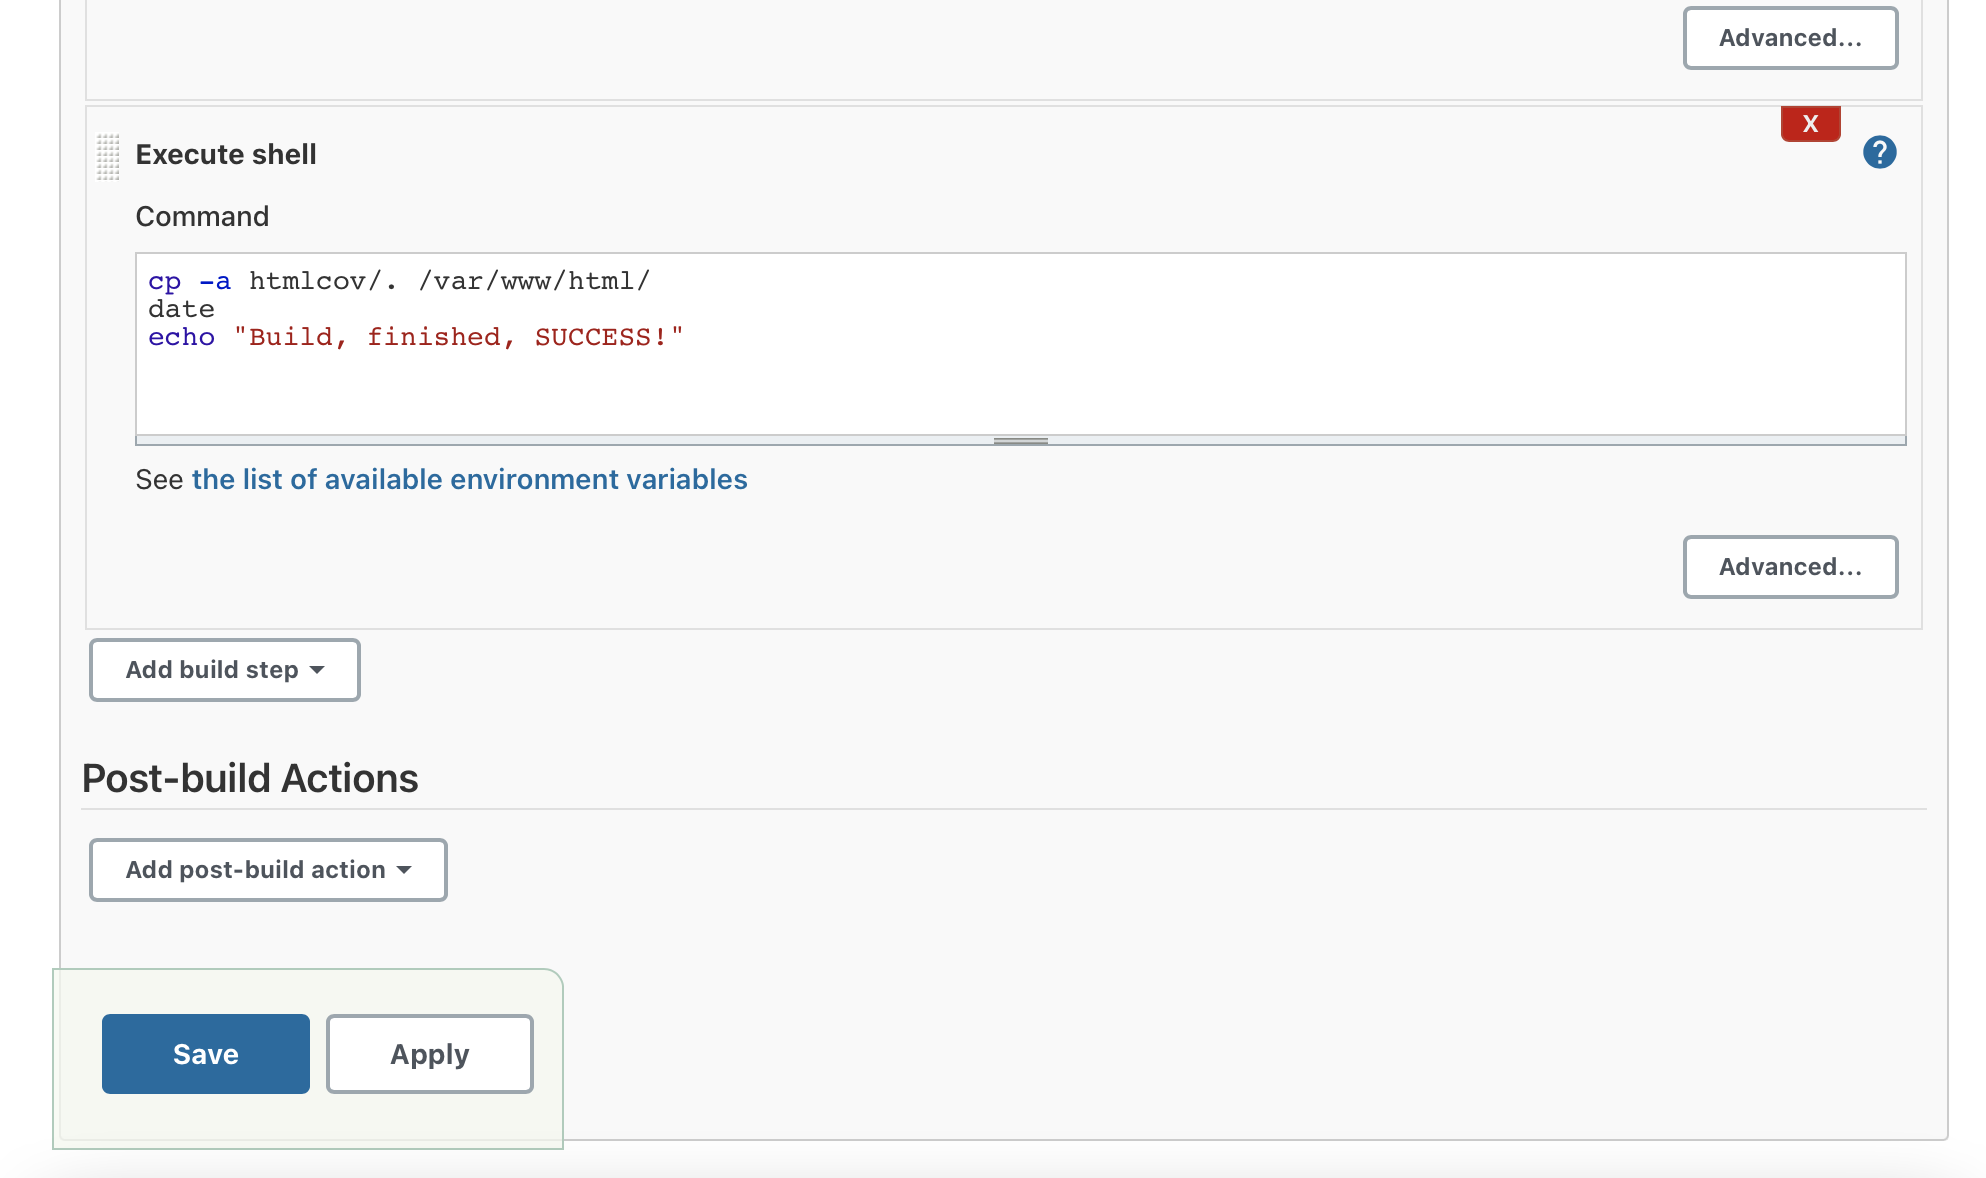 Advanced...
X
Execute shell
?
Command
cp -a htmlcov/. /var/www/html/
date
echo "Build, finished, SUCCESS!"
See the list of available environment variables
Advanced...
Add build step
Post-build Actions
Add post-build action
Save
Apply